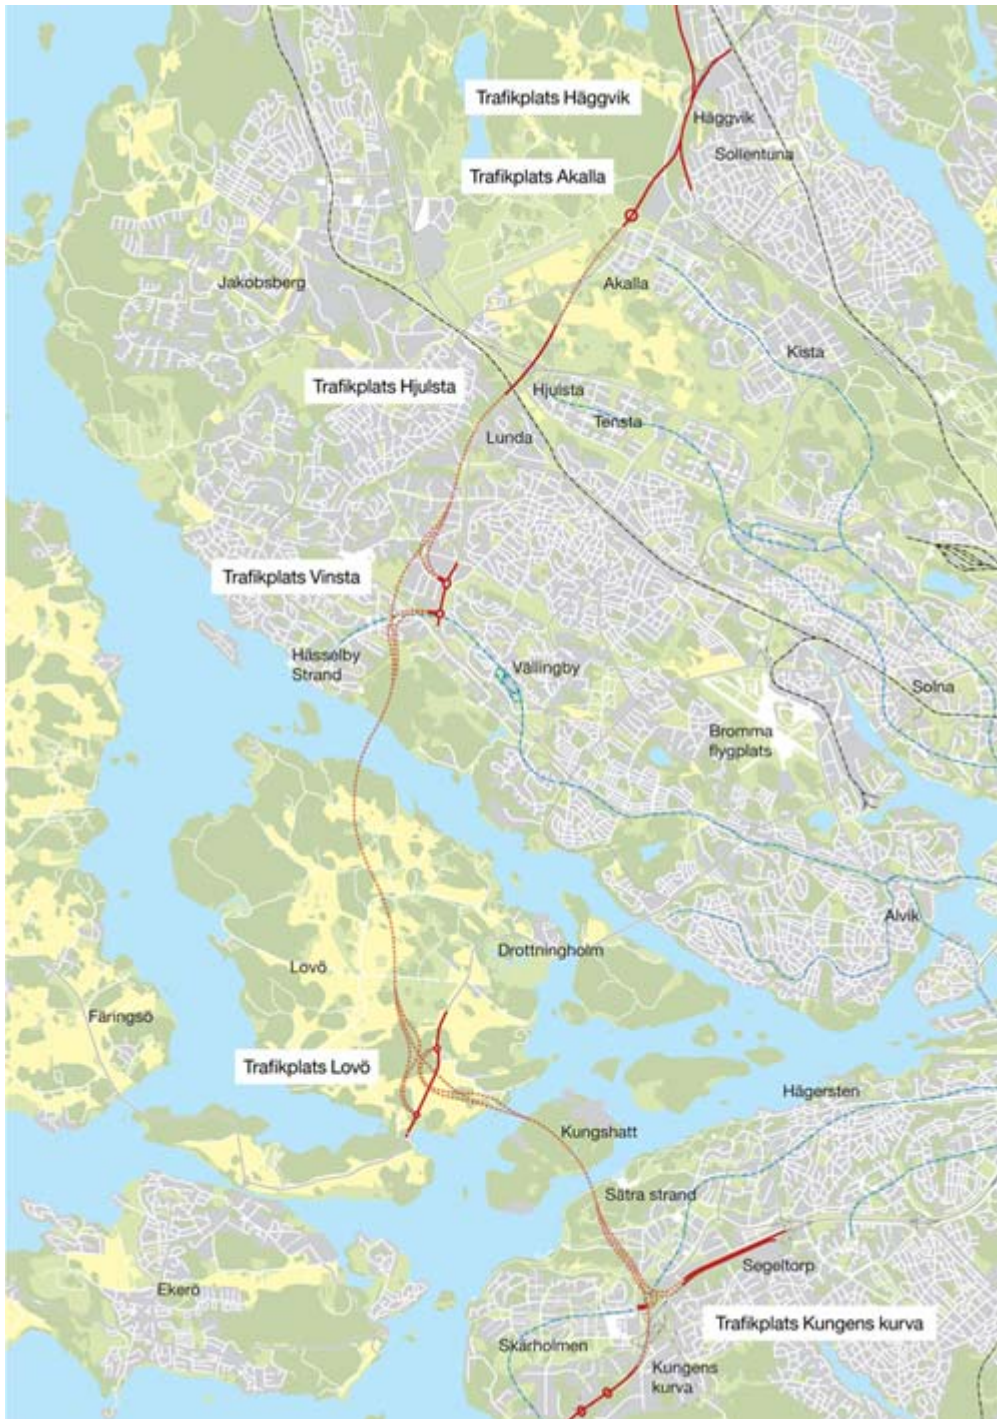 Trafikplats Häggvik
Häggvik
Sollentuna
Trafikplats Akalla
Jakobsberg
Akalla
Kista
Trafikplats Hjulsta
Hjulsta
Tensta
Lunda
Trafikplats Vinsta
Hässelby
Strand
Vällingby
Solna
Bromma
flygplats
Alvik
Drottningholm
Lovö
Färingsö
Trafikplats Lovö
Hägersten
Kungshatt
Sätra strand
Segeltorp
Ekerö
Trafikplats Kungens kurva
Skärholmen
Kungens
kurva